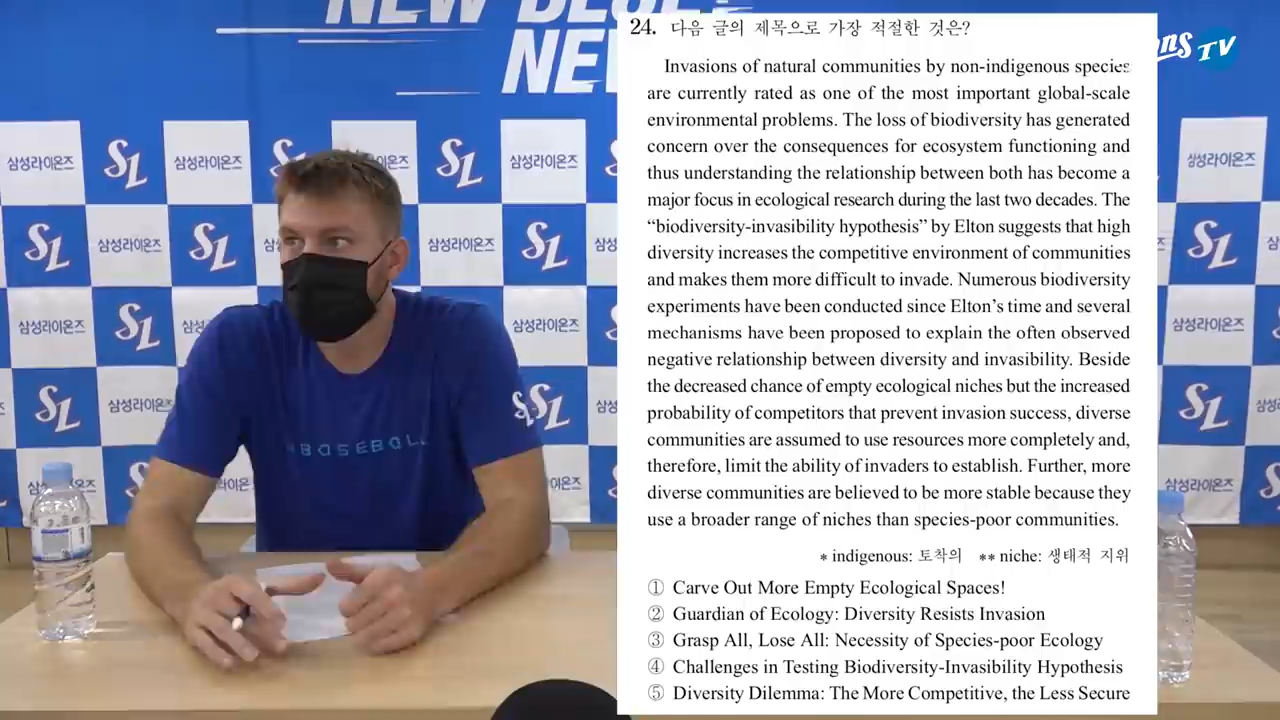 NEW BLUE!
NEW
ons TV
삼성라이온즈
SL
BASEBALL
24. 다음 글의 제목으로 가장 적절한 것은?
Invasions of natural communities by non-indigenous species
are currently rated as one of the most important global-scale
environmental problems. The loss of biodiversity has generated
concern over the consequences for ecosystem functioning and
thus understanding the relationship between both has become a
major focus in ecological research during the last two decades. The
“biodiversity-invasibility hypothesis” by Elton suggests that high
diversity increases the competitive environment of communities
and makes them more difficult to invade. Numerous biodiversity
experiments have been conducted since Elton’s time and several
mechanisms have been proposed to explain the often observed
negative relationship between diversity and invasibility. Beside
the decreased chance of empty ecological niches but the increased
probability of competitors that prevent invasion success, diverse
communities are assumed to use resources more completely and,
therefore, limit the ability of invaders to establish. Further, more
diverse communities are believed to be more stable because they
use a broader range of niches than species-poor communities.
* indigenous: 토착의 ** niche: 생태적 지위
① Carve Out More Empty Ecological Spaces!
② Guardian of Ecology: Diversity Resists Invasion
③ Grasp All, Lose All: Necessity of Species-poor Ecology
④ Challenges in Testing Biodiversity-Invasibility Hypothesis
⑤ Diversity Dilemma: The More Competitive, the Less Secure